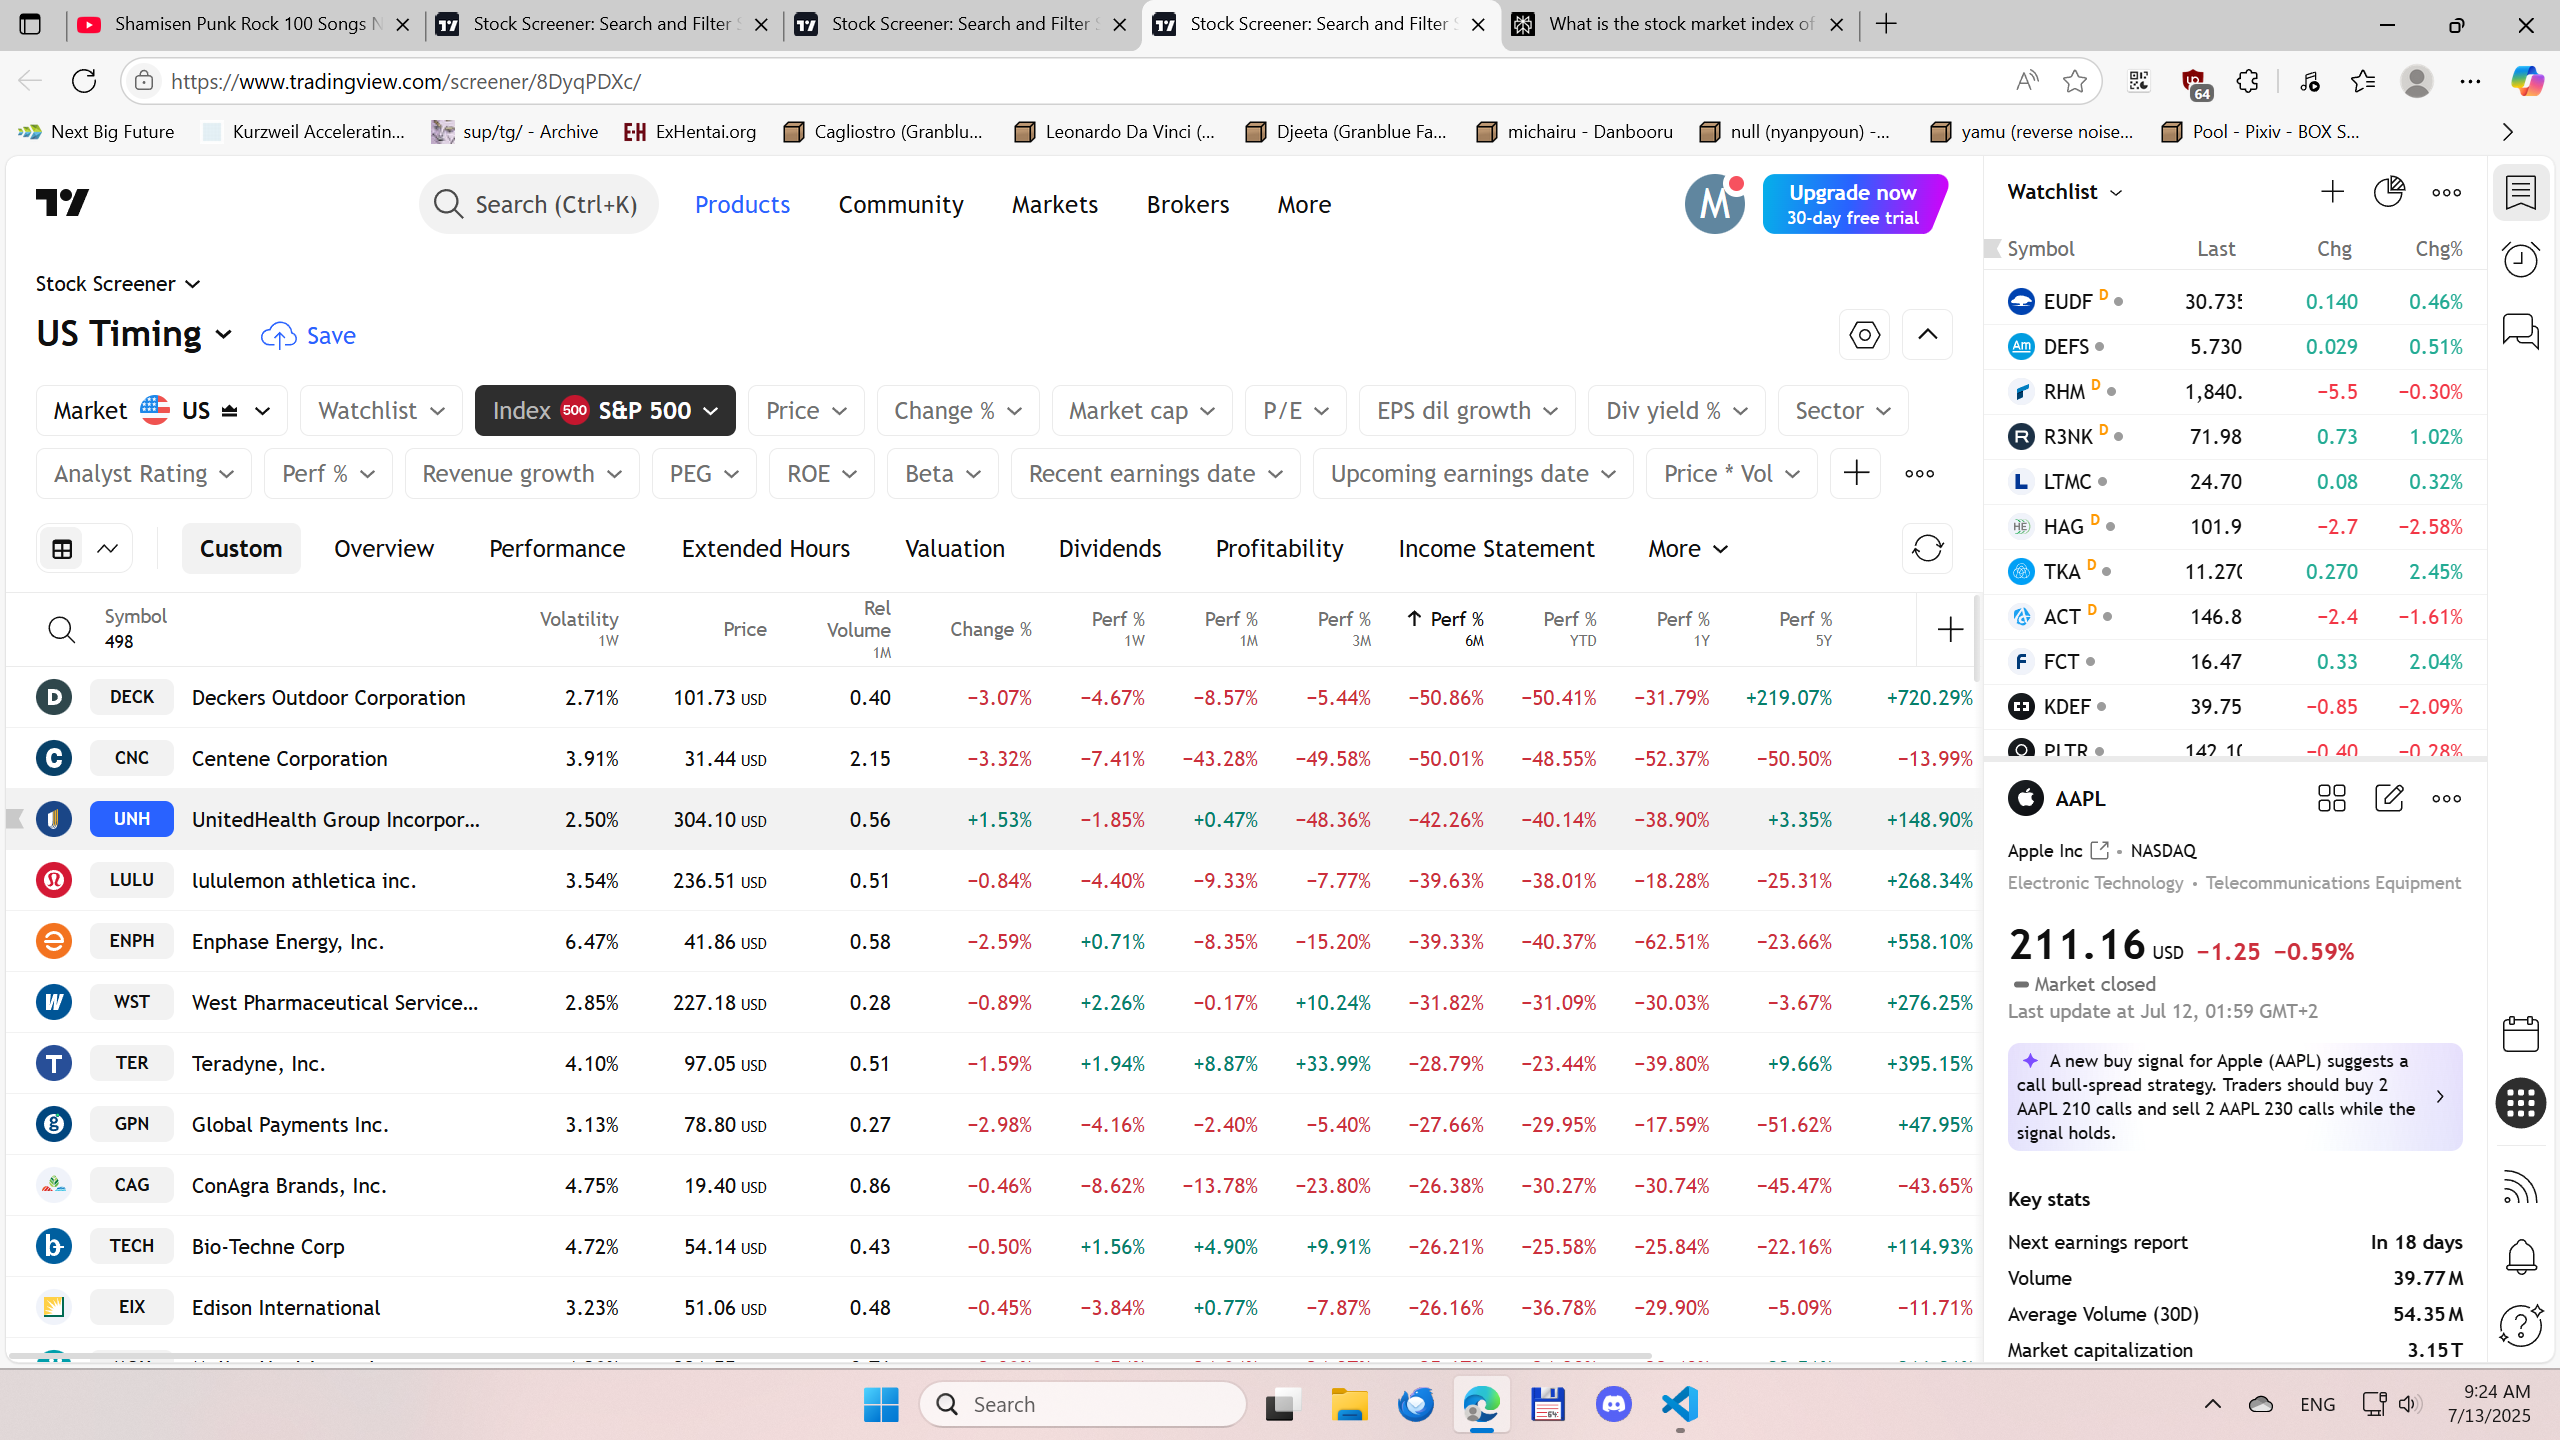 Shamisen Punk Rock 100 Songs N
Stock Screener: Search and Filter S
Stock Screener: Search and Filter S
Stock Screener: Search and Filter S
What is the stock market index of
https://www.tradingview.com/screener/8DyqPDXc/
64
Next Big Future
Kurzweil Acceleratin...
sup/tg/ - Archive
E-H ExHentai.org
Cagliostro (Granblu...
Leonardo Da Vinci (...
Djeeta (Granblue Fa...
michairu - Danbooru
null (nyanpyoun) -...
yamu (reverse noise...
Pool - Pixiv - BOX S...
Search (Ctrl+K)
Products
Community
Markets
Brokers
More
M
Upgrade now
30-day free trial
Stock Screener
US Timing
Save
Market US
Watchlist
Index 500 S&P 500
Price
Change %
Market cap
P/E
EPS dil growth
Div yield %
Sector
Analyst Rating
Perf %
Revenue growth
PEG
ROE
Beta
Recent earnings date
Upcoming earnings date
Price * Vol
Custom
Overview
Performance
Extended Hours
Valuation
Dividends
Profitability
Income Statement
More
Symbol
498
Volatility
1W
Price
Rel
Volume
1M
Change %
Perf %
1W
Perf %
1M
Perf %
3M
↑ Perf %
6M
Perf %
YTD
Perf %
1Y
Perf %
5Y
D DECK Deckers Outdoor Corporation 2.71% 101.73 USD 0.40 −3.07% −4.67% −8.57% −5.44% −50.86% −50.41% −31.79% +219.07% +720.29%
C CNC Centene Corporation 3.91% 31.44 USD 2.15 −3.32% −7.41% −43.28% −49.58% −50.01% −48.55% −52.37% −50.50% −13.99%
UNH UnitedHealth Group Incorpor... 2.50% 304.10 USD 0.56 +1.53% −1.85% +0.47% −48.36% −42.26% −40.14% −38.90% +3.35% +148.90%
LULU lululemon athletica inc. 3.54% 236.51 USD 0.51 −0.84% −4.40% −9.33% −7.77% −39.63% −38.01% −18.28% −25.31% +268.34%
ENPH Enphase Energy, Inc. 6.47% 41.86 USD 0.58 −2.59% +0.71% −8.35% −15.20% −39.33% −40.37% −62.51% −23.66% +558.10%
W WST West Pharmaceutical Service... 2.85% 227.18 USD 0.28 −0.89% +2.26% −0.17% +10.24% −31.82% −31.09% −30.03% −3.67% +276.25%
T TER Teradyne, Inc. 4.10% 97.05 USD 0.51 −1.59% +1.94% +8.87% +33.99% −28.79% −23.44% −39.80% +9.66% +395.15%
g GPN Global Payments Inc. 3.13% 78.80 USD 0.27 −2.98% −4.16% −2.40% −5.40% −27.66% −29.95% −17.59% −51.62% +47.95%
CAG ConAgra Brands, Inc. 4.75% 19.40 USD 0.86 −0.46% −8.62% −13.78% −23.80% −26.38% −30.27% −30.74% −45.47% −43.65%
b TECH Bio-Techne Corp 4.72% 54.14 USD 0.43 −0.50% +1.56% +4.90% +9.91% −26.21% −25.58% −25.84% −22.16% +114.93%
EIX Edison International 3.23% 51.06 USD 0.48 −0.45% −3.84% +0.77% −7.87% −26.16% −36.78% −29.90% −5.09% −11.71%
Watchlist
Symbol Last Chg Chg%
EUDF D 30.735 0.140 0.46%
Am DEFS 5.730 0.029 0.51%
RHM D 1,840. −5.5 −0.30%
R R3NK D 71.98 0.73 1.02%
L LTMC 24.70 0.08 0.32%
HE HAG D 101.9 −2.7 −2.58%
TKA D 11.270 0.270 2.45%
ACT D 146.8 −2.4 −1.61%
F FCT 16.47 0.33 2.04%
KDEF 39.75 −0.85 −2.09%
PLTR 142.10 −0.40 −0.28%
AAPL
Apple Inc • NASDAQ
Electronic Technology • Telecommunications Equipment
211.16 USD −1.25 −0.59%
Market closed
Last update at Jul 12, 01:59 GMT+2
A new buy signal for Apple (AAPL) suggests a
call bull-spread strategy. Traders should buy 2
AAPL 210 calls and sell 2 AAPL 230 calls while the
signal holds.
Key stats
Next earnings report In 18 days
Volume 39.77 M
Average Volume (30D) 54.35 M
Market capitalization 3.15 T
Search
64
ENG
9:24 AM
7/13/2025